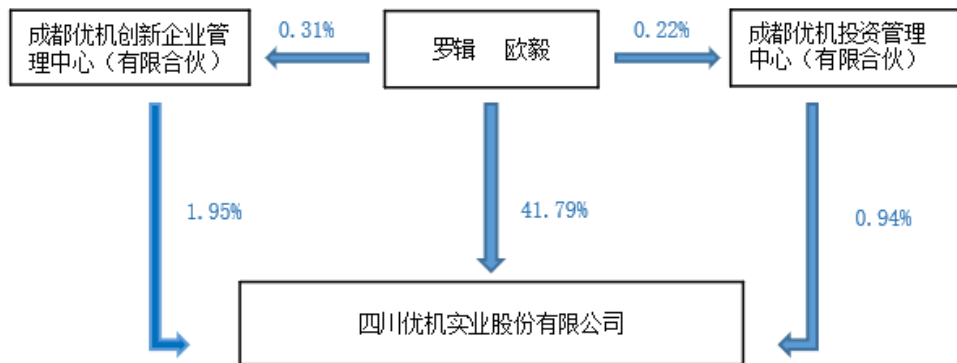 成都优机创新企业管
理中心（有限合伙）
0.31%
罗辑 欧毅
0.22%
成都优机投资管理
中心（有限合伙）
1.95%
41.79%
0.94%
四川优机实业股份有限公司